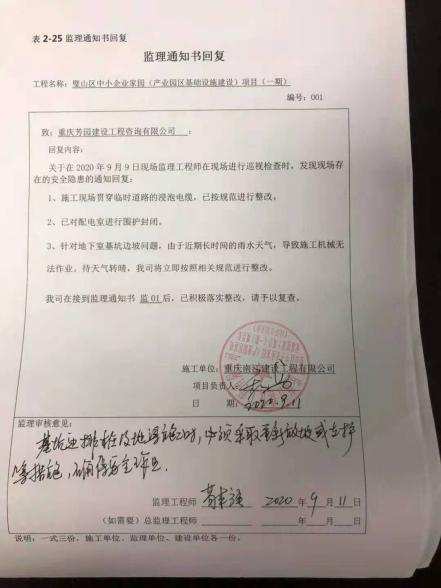 表 2-25 监理通知书回复
监理通知书回复
工程名称：璧山区中小企业家园（产业园区基础设施建设）项目（一期）
编号：001
致：重庆芳园建设工程咨询有限公司：
回复内容：
关于在 2020 年 9 月 9 日现场监理工程师在现场进行巡视检查时，发现现场存
在的安全隐患的通知回复：
1、施工现场贯穿临时道路的浸泡电缆，已按规范进行整改。
2、已对配电室进行围护封闭。
3、针对地下室基坑边坡问题，由于近期长时间的雨水天气，导致施工机械无
法作业。待天气转晴，我司将立即按照相关规范进行整改。
我司在接到监理通知书 监01后，已积极落实整改，请予以复查。
施工单位：重庆南福建设工程有限公司
项目负责人：
日 期：2020.9.11
监理审核意见：
基坑边 时，必须采取 放坡或支护
等措施，确保安全作业
监理工程师 2020 年 9 月 11 日
（如需要）总监理工程师 年 月 日
说明：一式三份，施工单位、监理单位、建设单位各一份。